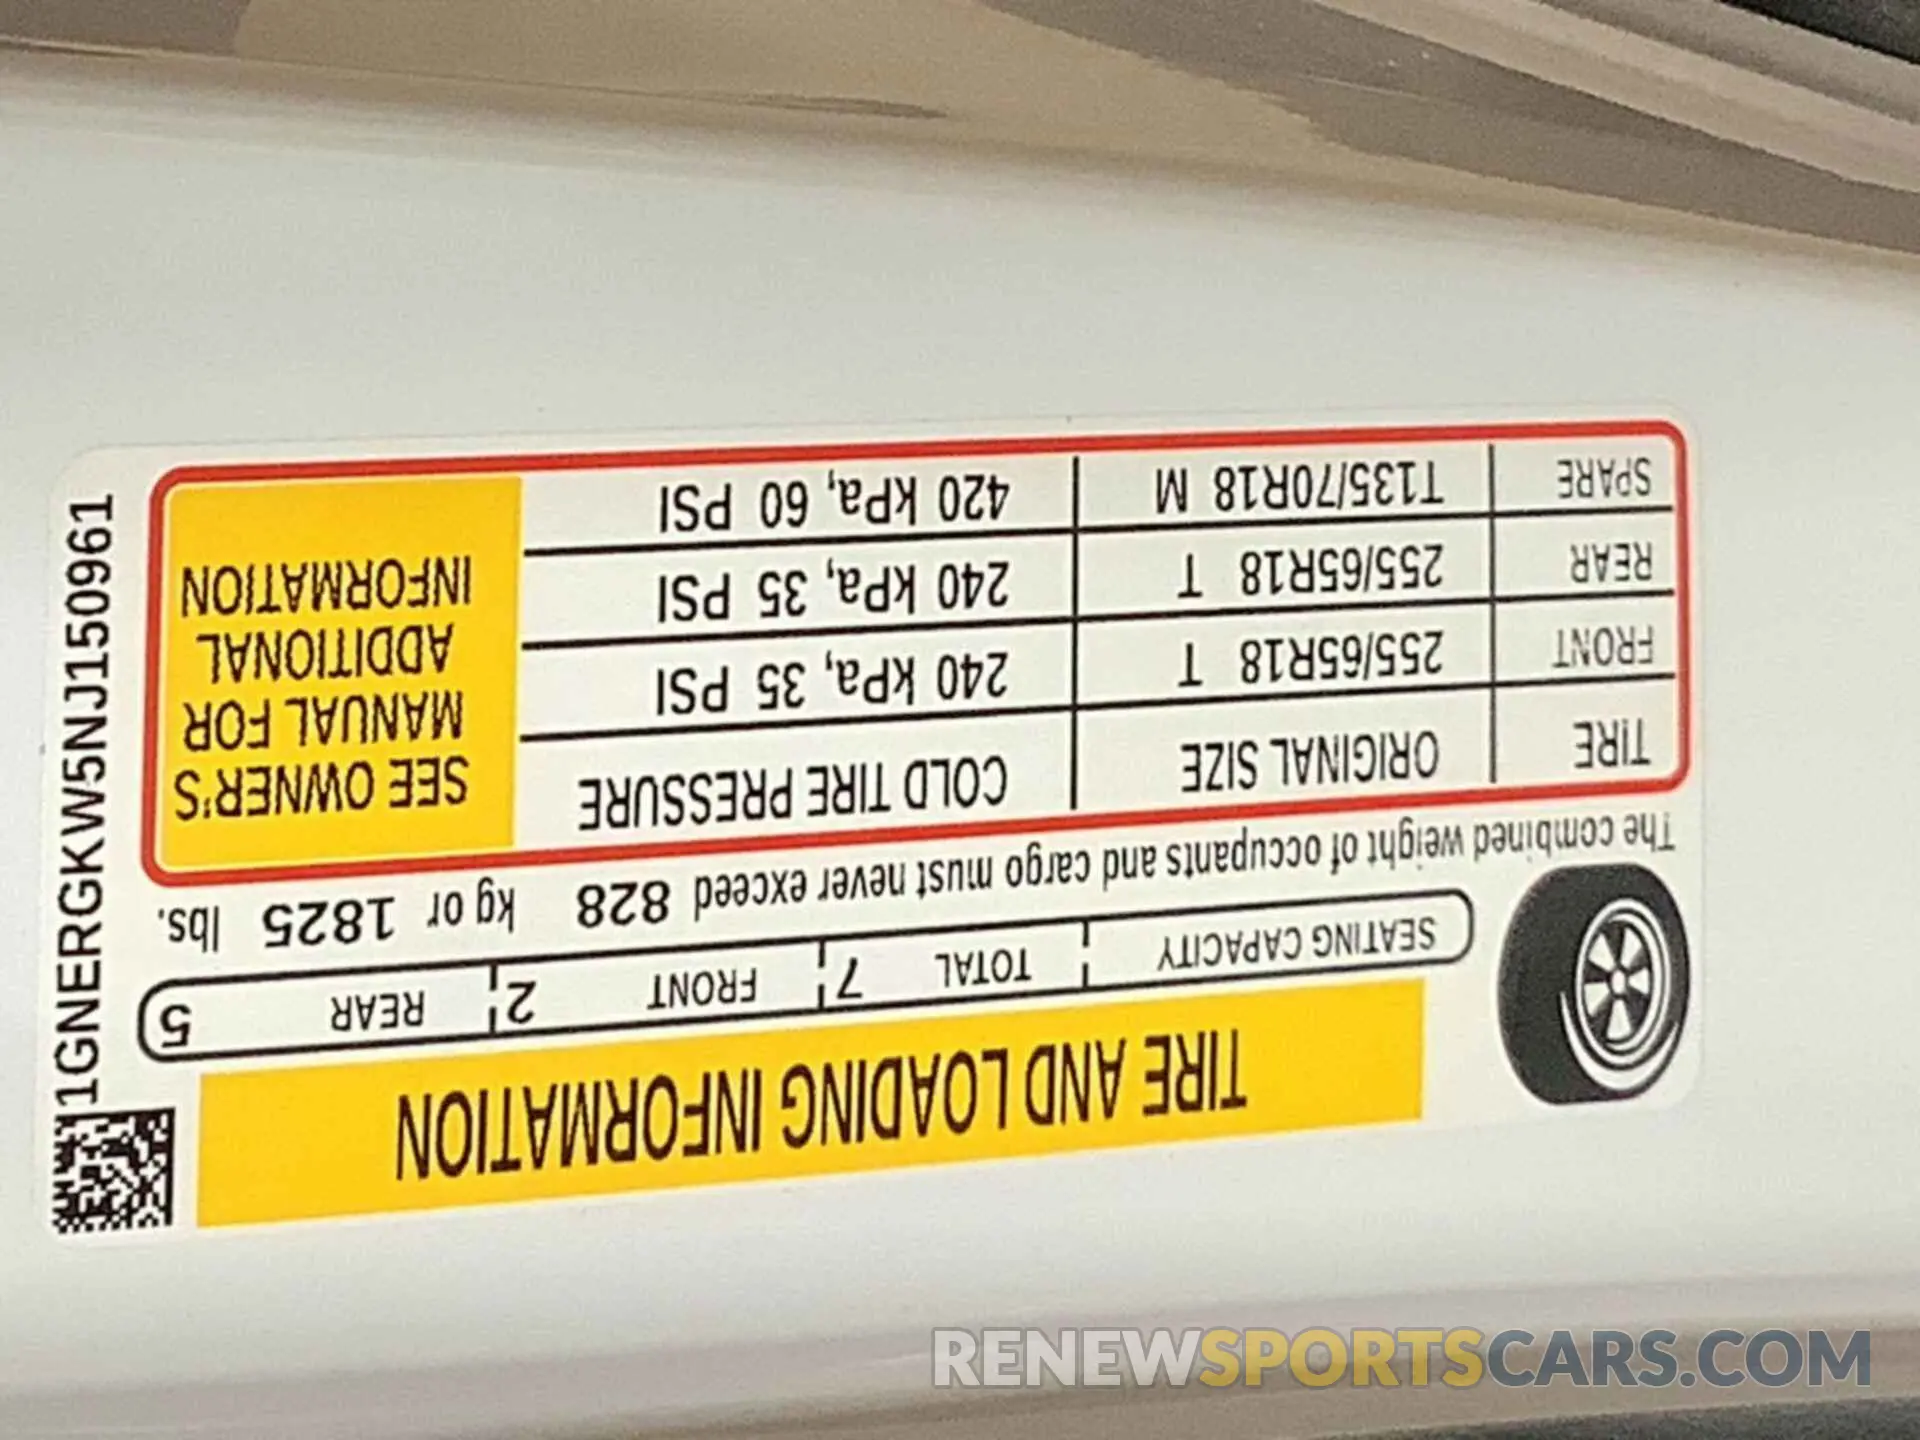 TIRE AND LOADING INFORMATION
SEATING CAPACITY TOTAL 7 FRONT 2 REAR 5
The combined weight of occupants and cargo must never exceed 828 kg or 1825 lbs.
TIRE ORIGINAL SIZE COLD TIRE PRESSURE
FRONT 255/65R18 T 240 kPa, 35 PSI
REAR 255/65R18 T 240 kPa, 35 PSI
SPARE T135/70R18 M 420 kPa, 60 PSI
SEE OWNER'S
MANUAL FOR
ADDITIONAL
INFORMATION
1GNERGKW5NJ150961
RENEWSPORTSCARS.COM